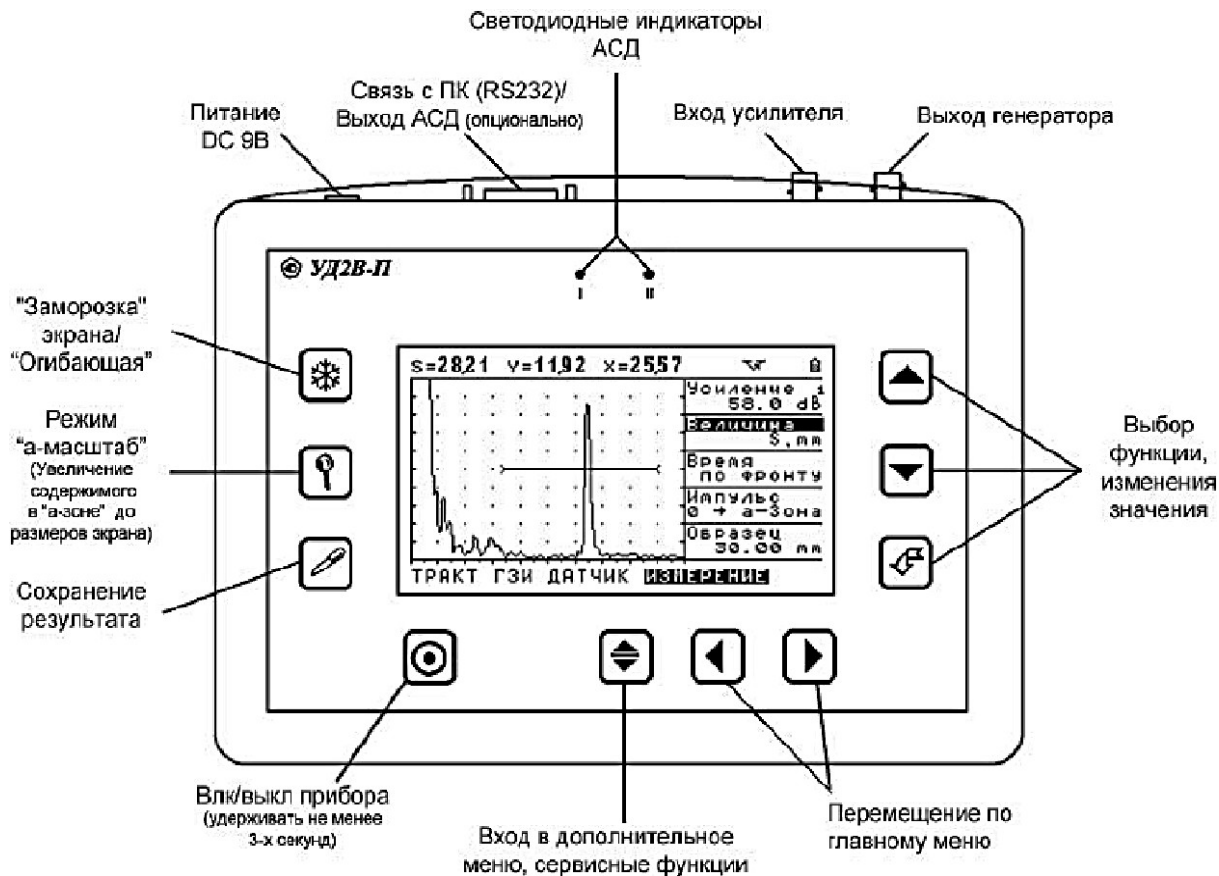 Светодиодные индикаторы
АСД
Связь с ПК (RS232)/
Выход АСД (опционально)
Питание
DC 9В
Вход усилителя
Выход генератора
УД2В-П
I
II
"Заморозка"
экрана/
"Огибающая"
Режим
"а-масштаб"
(Увеличение
содержимого
в "а-зоне" до
размеров экрана)
Сохранение
результата
S=28,21 Y=11,92 X=25,57
Усиление 1
58.0 dB
Величина
S,mm
Время
по фронту
Импульс
0 → а-Зона
Образец
30.00 mm
ТРАКТ ГЗИ ДАТЧИК ИЗМЕРЕНИЕ
Выбор
функции,
изменения
значения
Влк/выкл прибора
(удерживать не менее
3-х секунд)
Вход в дополнительное
меню, сервисные функции
Перемещение по
главному меню